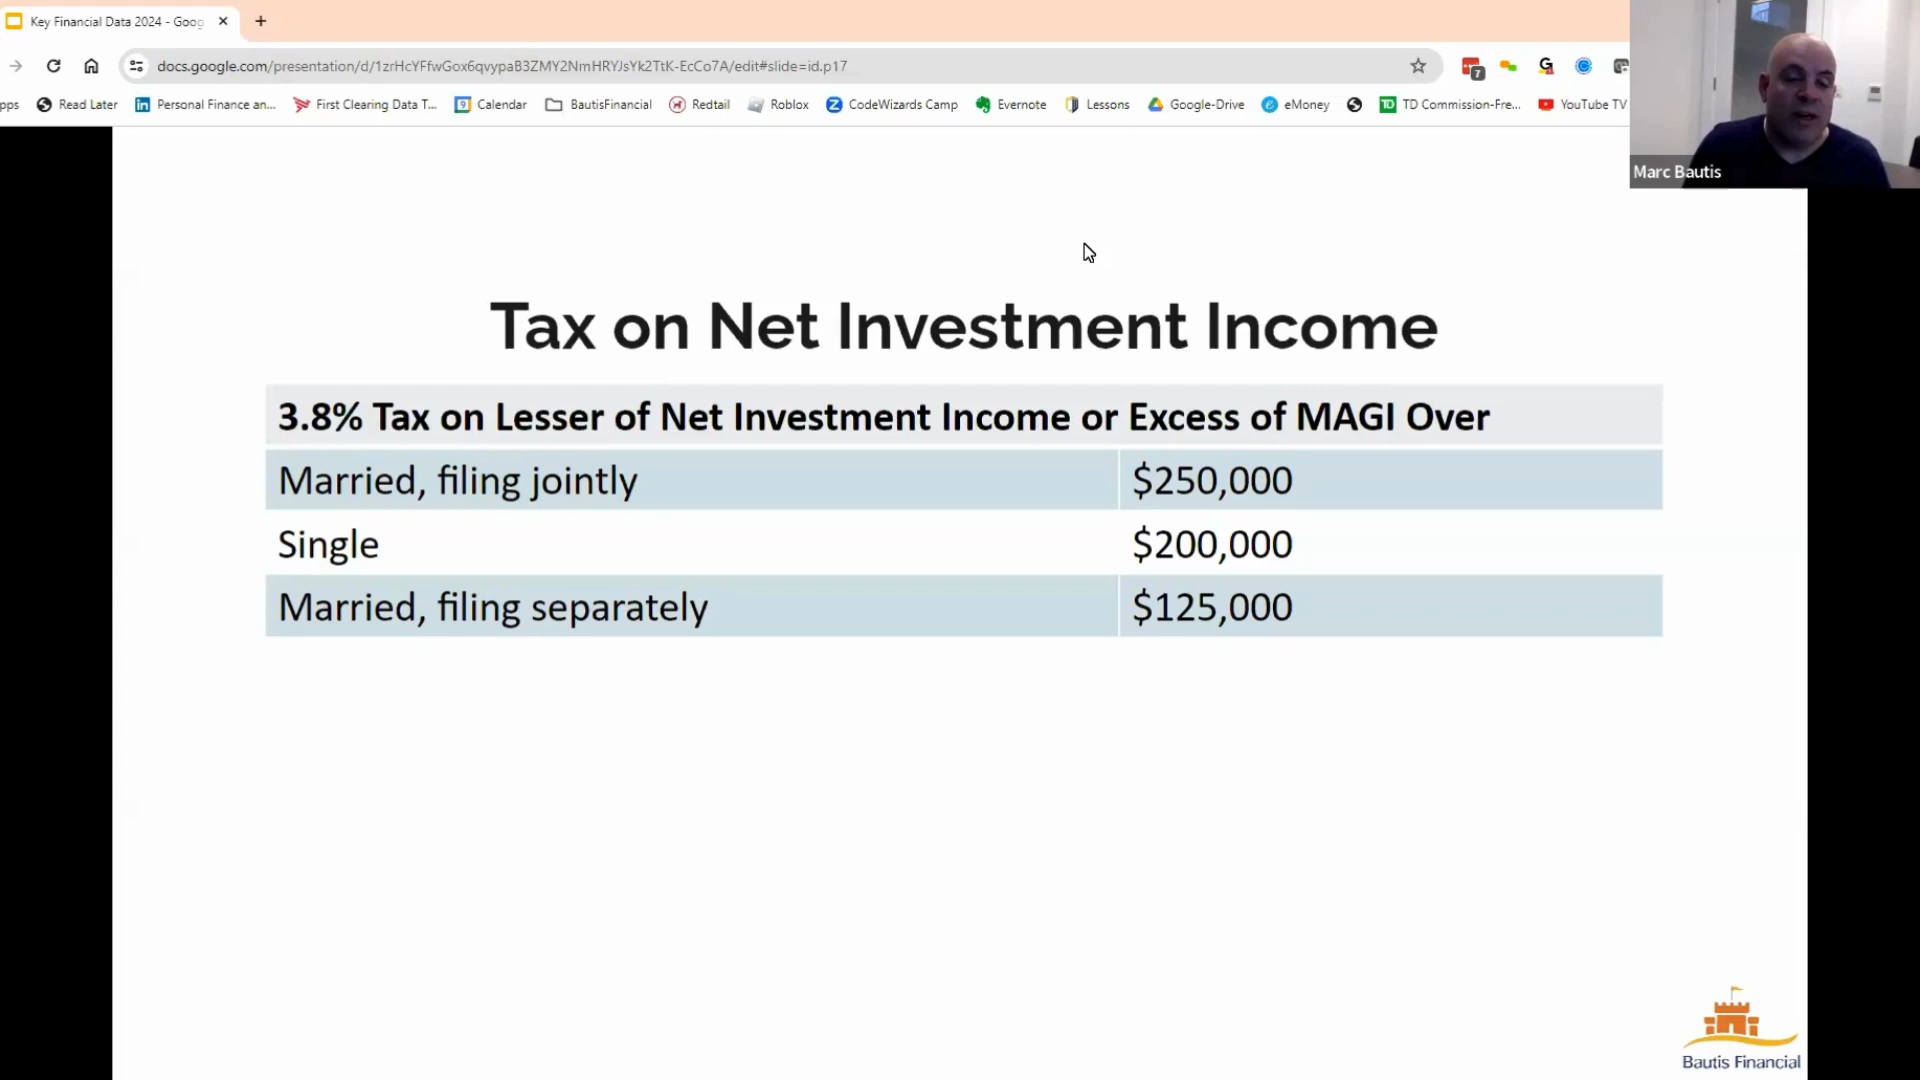 Key Financial Data 2024 - Goog
docs.google.com/presentation/d/1zrHcYFfwGox6qvypaB3ZMY2NmHRYJsYk2TtK-EcCo7A/edit#slide=id.p17
7
pps Read Later Personal Finance an... First Clearing Data T... 9 Calendar BautisFinancial Redtail Roblox CodeWizards Camp Evernote Lessons Google-Drive eMoney TD Commission-Fre... YouTube TV
Marc Bautis
Tax on Net Investment Income
3.8% Tax on Lesser of Net Investment Income or Excess of MAGI Over
Married, filing jointly $250,000
Single $200,000
Married, filing separately $125,000
Bautis Financial